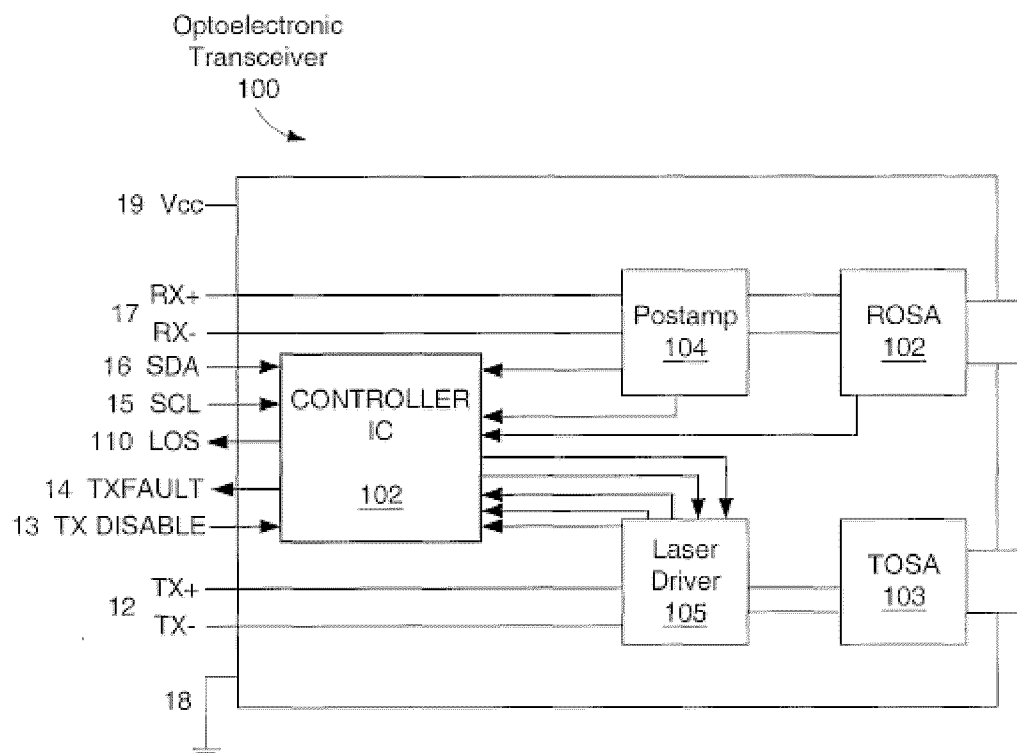 Optoelectronic
Transceiver
100
19 Vcc
17
RX+
RX-
16 SDA
15 SCL
110 LOS
14 TXFAULT
13 TX DISABLE
12
TX+
TX-
18
CONTROLLER
IC
102
Postamp
104
ROSA
102
Laser
Driver
105
TOSA
103